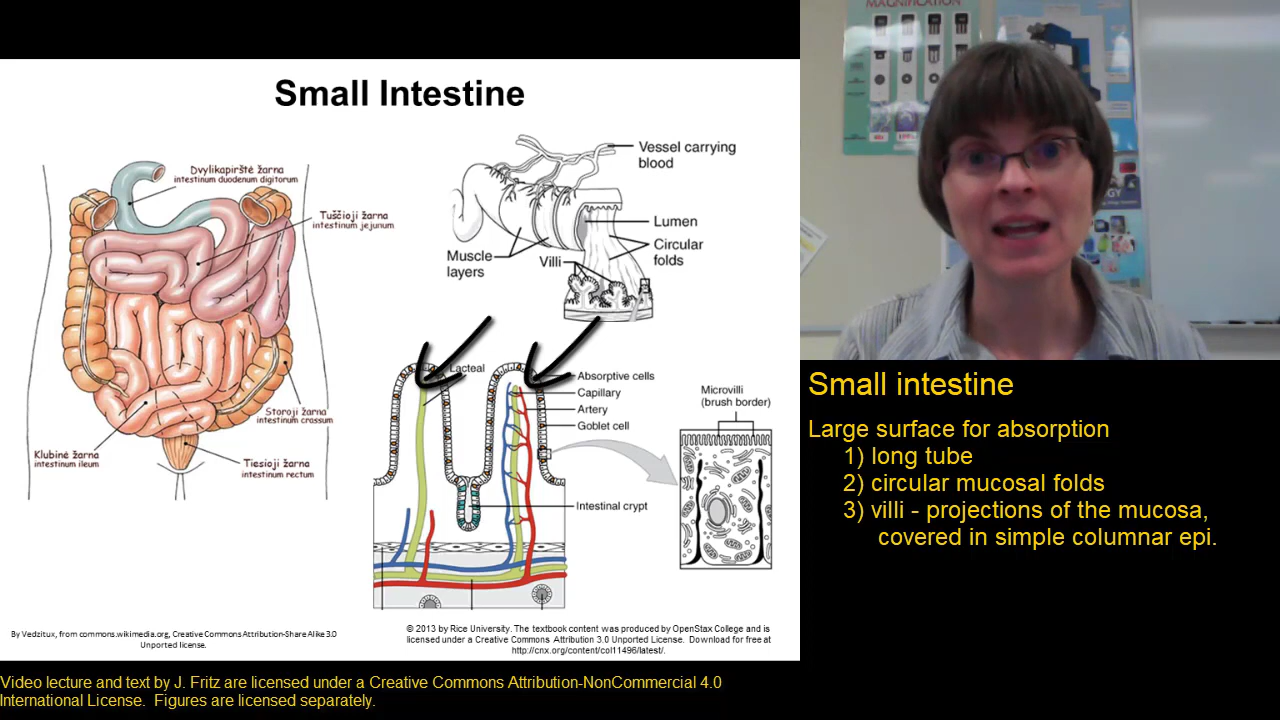 MAGNIFICATION
Small Intestine
Dvylikapirštė žarna
intestinum duodenum digitorum
Tuščioji žarna
intestinum jejunum
Storoji žarna
intestinum crassum
Klubinė žarna
intestinum ileum
Tiesioji žarna
intestinum rectum
Vessel carrying
blood
Lumen
Circular
folds
Muscle
layers
Villi
Lacteal
Absorptive cells
Capillary
Artery
Goblet cell
Intestinal crypt
Microvilli
(brush border)
By Vedzitux, from commons.wikimedia.org, Creative Commons Attribution-Share Alike 3.0
Unported license.
© 2013 by Rice University. The textbook content was produced by OpenStax College and is
licensed under a Creative Commons Attribution 3.0 Unported License. Download for free at
http://cnx.org/content/col11496/latest/.
Small intestine
Large surface for absorption
1) long tube
2) circular mucosal folds
3) villi - projections of the mucosa,
covered in simple columnar epi.
Video lecture and text by J. Fritz are licensed under a Creative Commons Attribution-NonCommercial 4.0
International License. Figures are licensed separately.